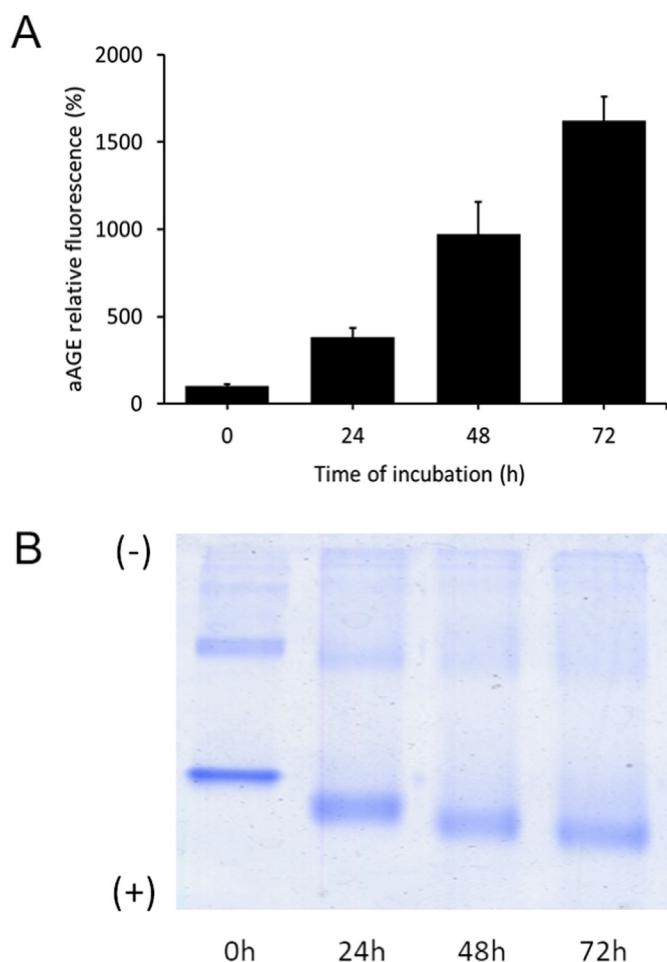 A
aAGE relative fluorescence (%)
2000
1500
1000
500
0
0 24 48 72
Time of incubation (h)
B
(-)
(+)
0h 24h 48h 72h